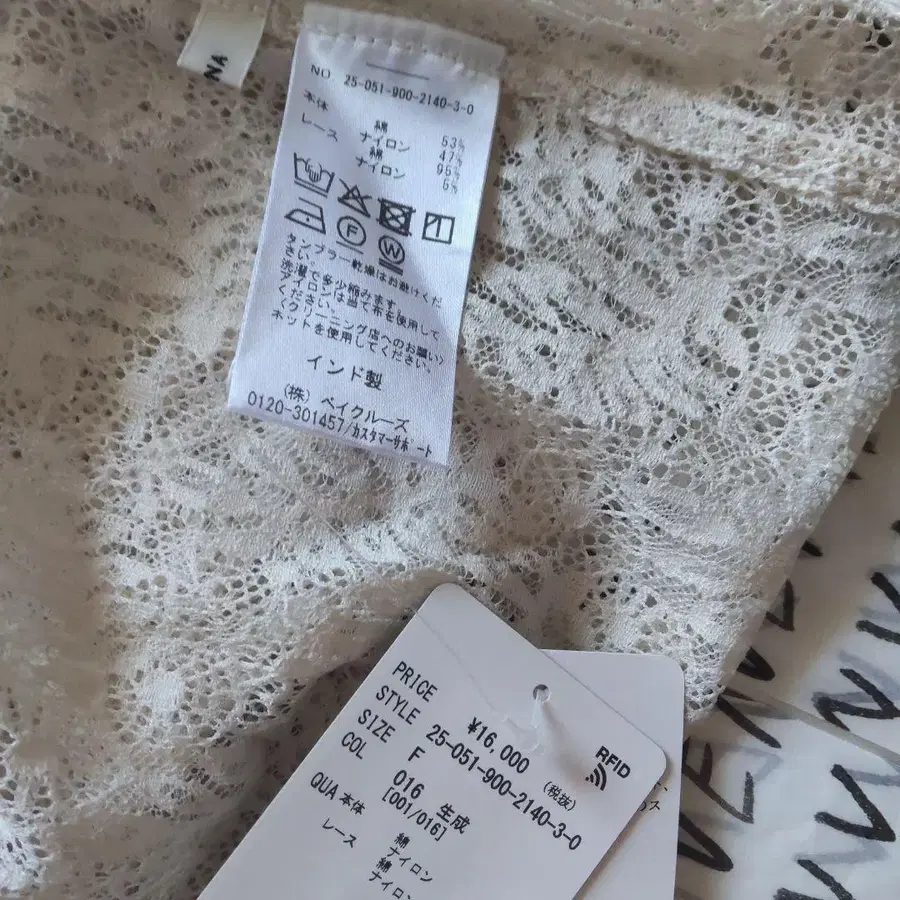 NA
NO 25-051-900-2140-3-0
本体 綿 53%
ナイロン 47%
レース 綿 95%
ナイロン 5%
F W
タンブラー乾燥はお避けくだ
さい。
洗濯で多少縮みます。
アイロンは当て布を使用して
ください。
〈クリーニング店へのお願い〉
ネットを使用してください。
インド製
(株) ベイクルーズ
0120-301457/カスタマーサポート
PRICE ¥16,000 (税抜)
STYLE 25-051-900-2140-3-0
SIZE F
COL 016 生成
[001/016]
QUA 本体 綿
ナイロン
レース 綿
ナイロン
RFID